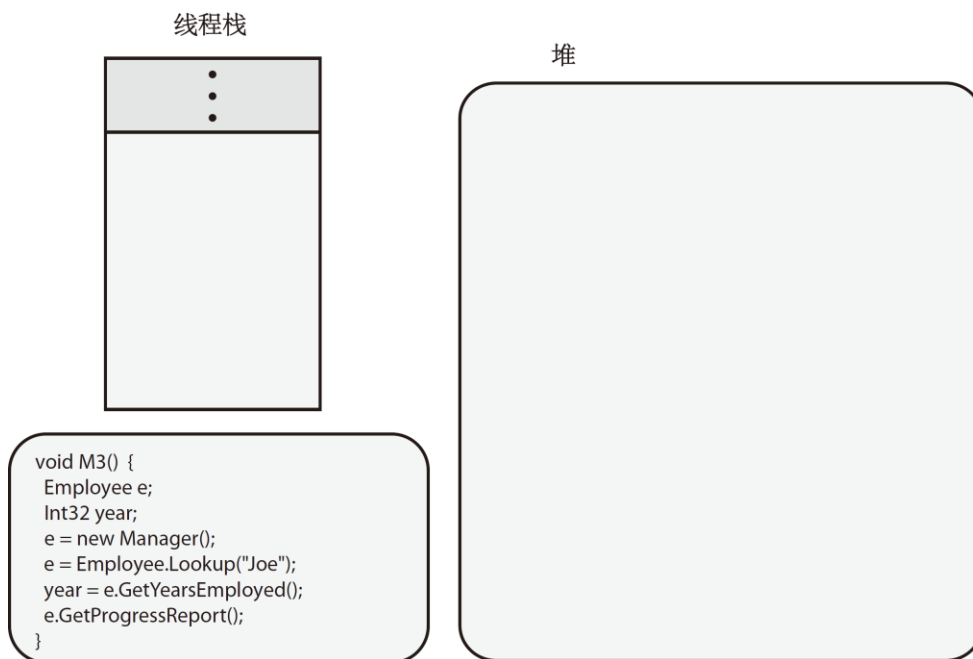 线程栈
堆
void M3() {
Employee e;
Int32 year;
e = new Manager();
e = Employee.Lookup("Joe");
year = e.GetYearsEmployed();
e.GetProgressReport();
}